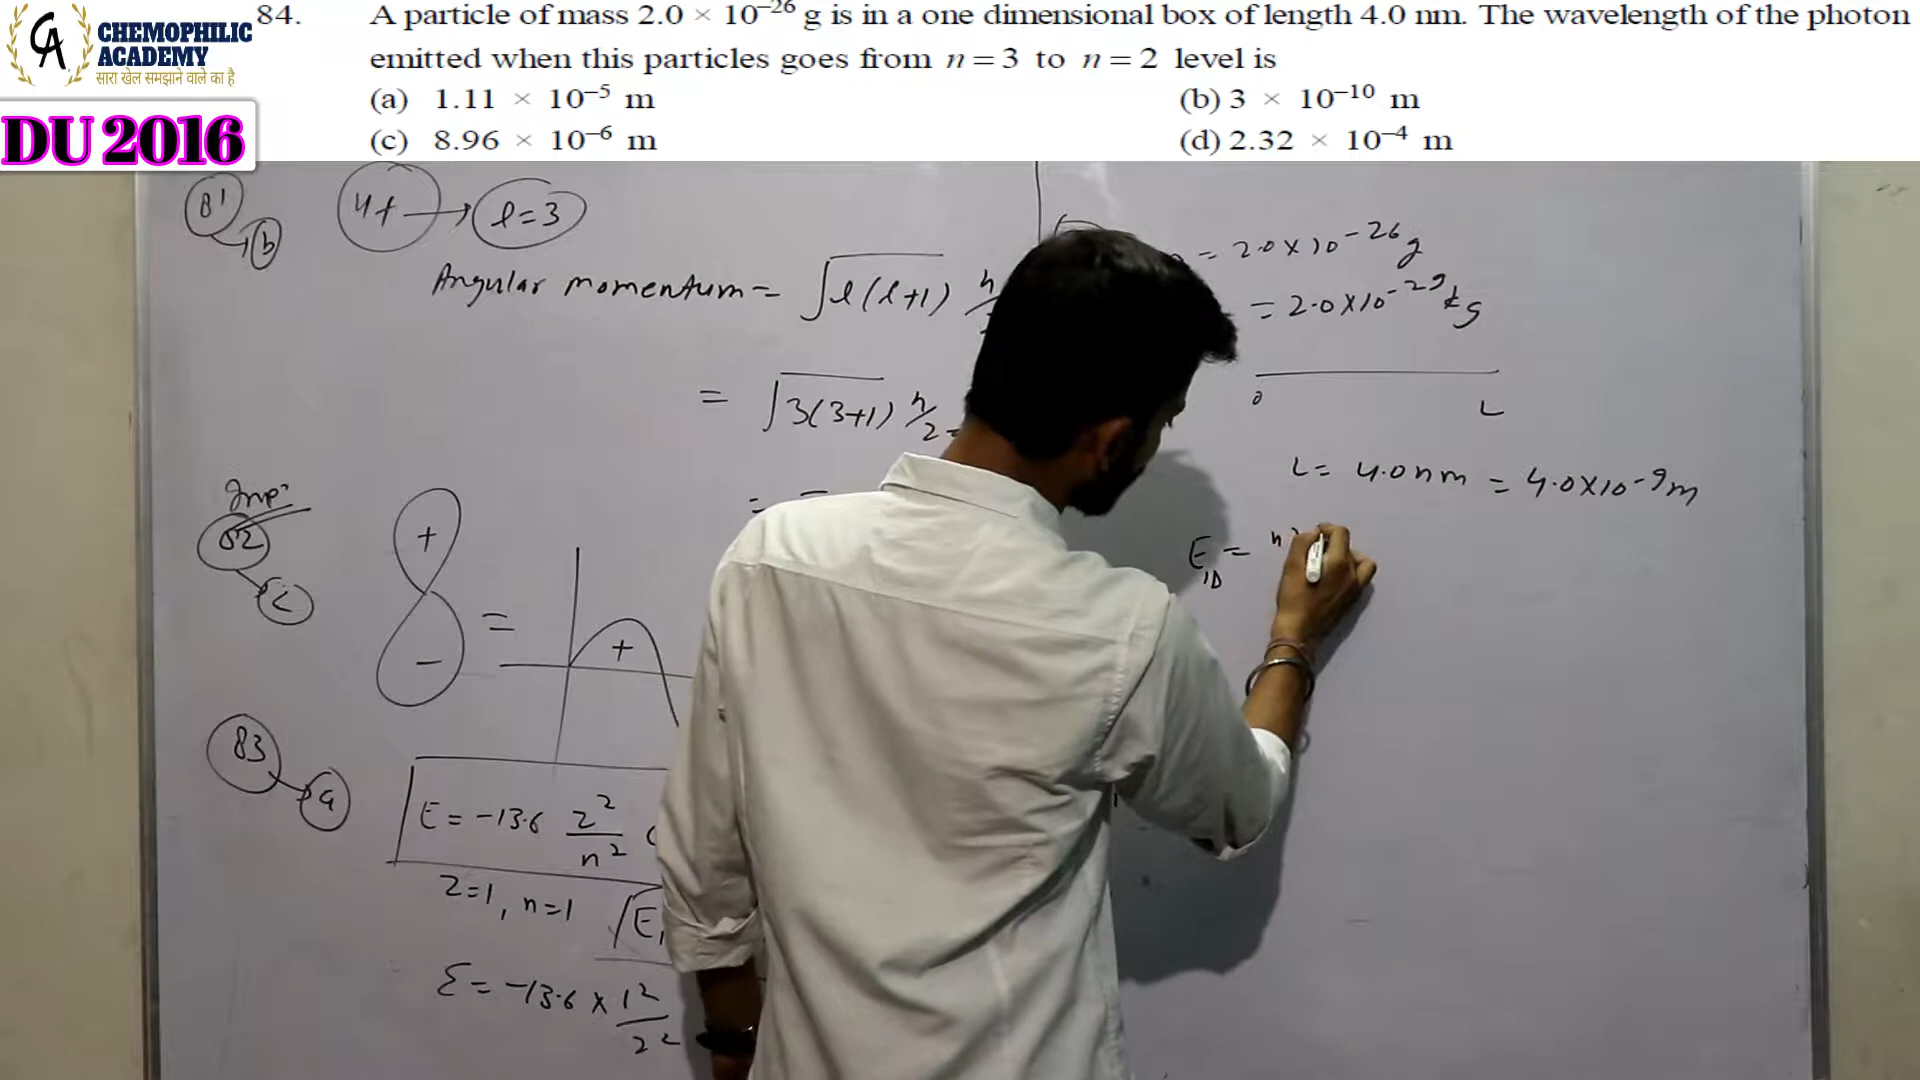 CHEMOPHILIC
ACADEMY
सारा खेल समझाने वाले का है
DU 2016
84. A particle of mass 2.0 × 10⁻²⁶ g is in a one dimensional box of length 4.0 nm. The wavelength of the photon
emitted when this particles goes from n = 3 to n = 2 level is
(a) 1.11 × 10⁻⁵ m (b) 3 × 10⁻¹⁰ m
(c) 8.96 × 10⁻⁶ m (d) 2.32 × 10⁻⁴ m
81 → b
4f → l=3
Angular momentum = √l(l+1) h/
= √3(3+1) h/2
=
Imp:
82 → c
+
−
=
+
83 → a
E = -13.6 Z²/n²
Z=1, n=1
E₁
E = -13.6 × 1²/2²
= 2.0×10⁻²⁶ g
= 2.0×10⁻²⁹ kg
0 L
L = 4.0 nm = 4.0×10⁻⁹ m
E₁D = n²